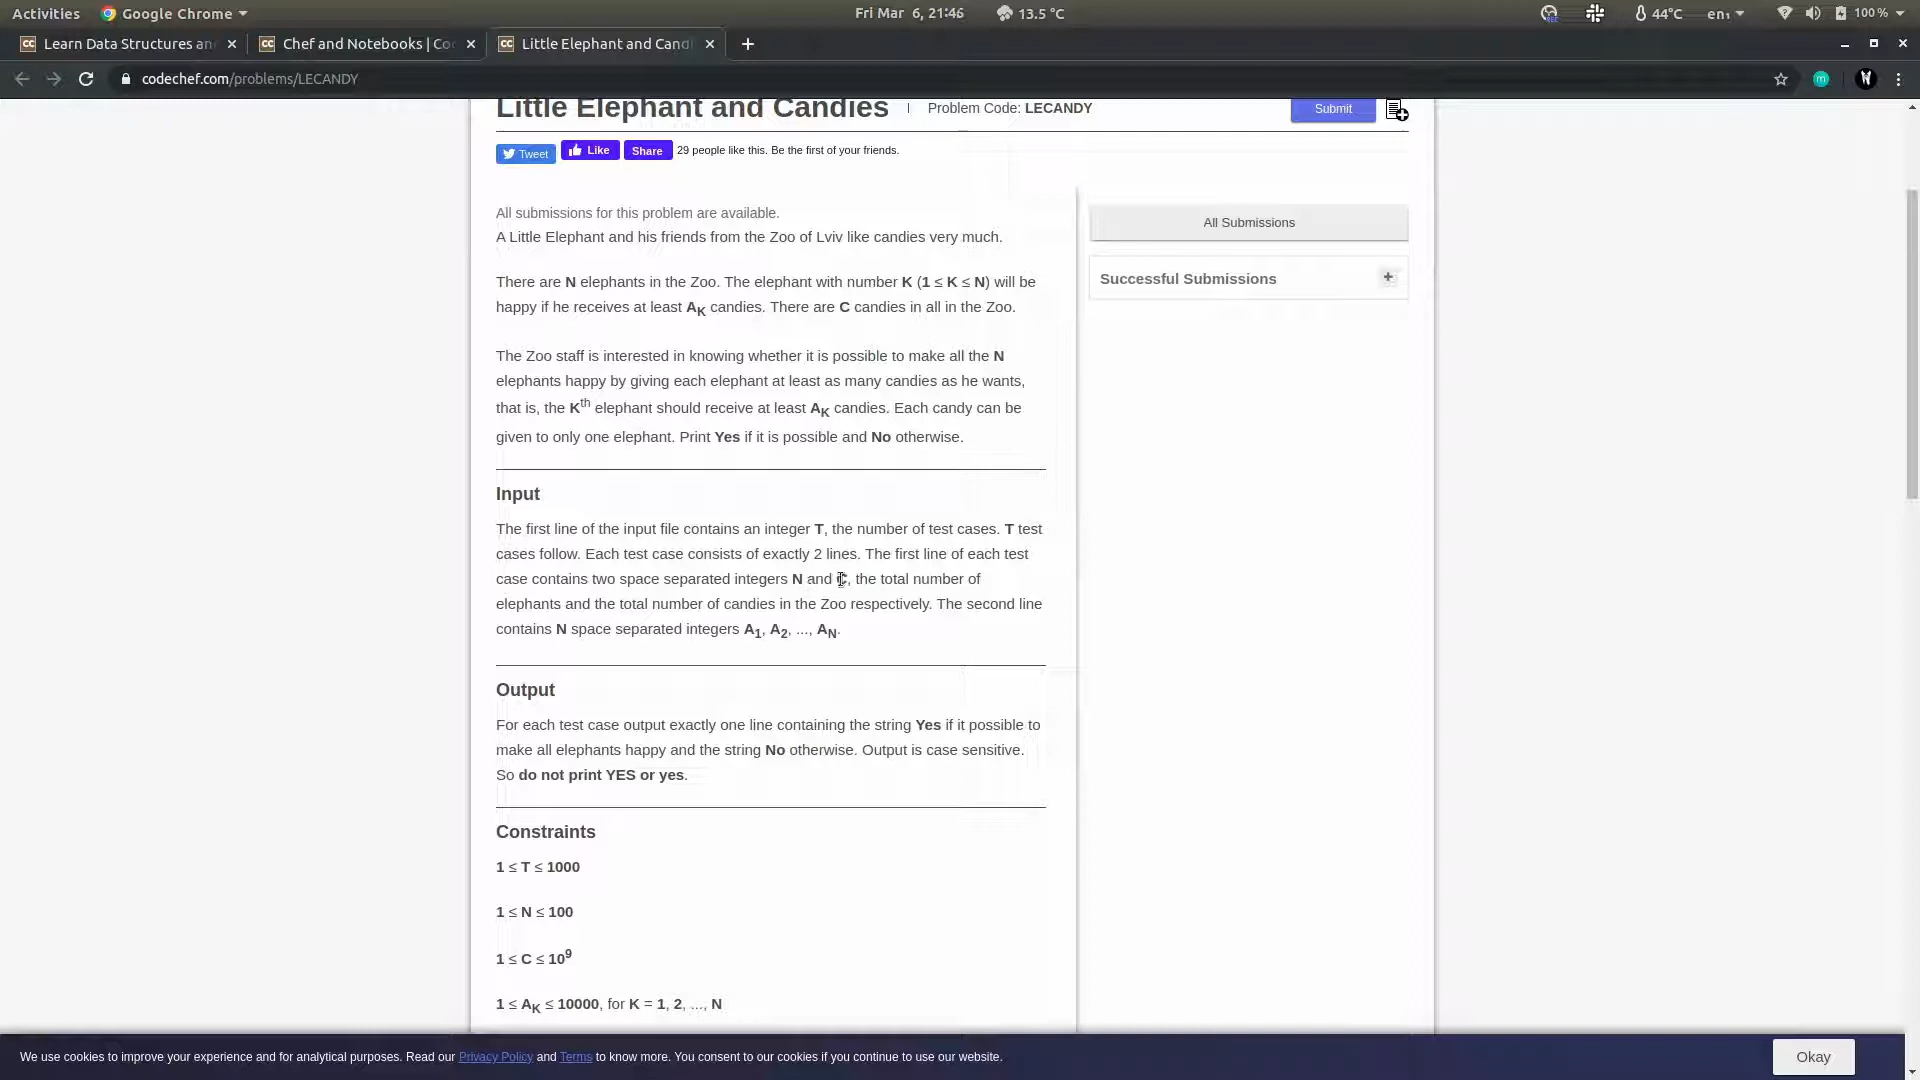 Activities Google Chrome Fri Mar 6, 21:46 13.5 °C 44°C en₁ 100 %
Learn Data Structures an Chef and Notebooks | Co Little Elephant and Cand
codechef.com/problems/LECANDY
Little Elephant and Candies | Problem Code: LECANDY Submit
Tweet Like Share 29 people like this. Be the first of your friends.
All submissions for this problem are available.
All Submissions
A Little Elephant and his friends from the Zoo of Lviv like candies very much.
Successful Submissions +
There are N elephants in the Zoo. The elephant with number K (1 ≤ K ≤ N) will be
happy if he receives at least AK candies. There are C candies in all in the Zoo.
The Zoo staff is interested in knowing whether it is possible to make all the N
elephants happy by giving each elephant at least as many candies as he wants,
that is, the Kth elephant should receive at least AK candies. Each candy can be
given to only one elephant. Print Yes if it is possible and No otherwise.
Input
The first line of the input file contains an integer T, the number of test cases. T test
cases follow. Each test case consists of exactly 2 lines. The first line of each test
case contains two space separated integers N and C, the total number of
elephants and the total number of candies in the Zoo respectively. The second line
contains N space separated integers A1, A2, ..., AN.
Output
For each test case output exactly one line containing the string Yes if it possible to
make all elephants happy and the string No otherwise. Output is case sensitive.
So do not print YES or yes.
Constraints
1 ≤ T ≤ 1000
1 ≤ N ≤ 100
1 ≤ C ≤ 10⁹
1 ≤ AK ≤ 10000, for K = 1, 2, ..., N
We use cookies to improve your experience and for analytical purposes. Read our Privacy Policy and Terms to know more. You consent to our cookies if you continue to use our website. Okay